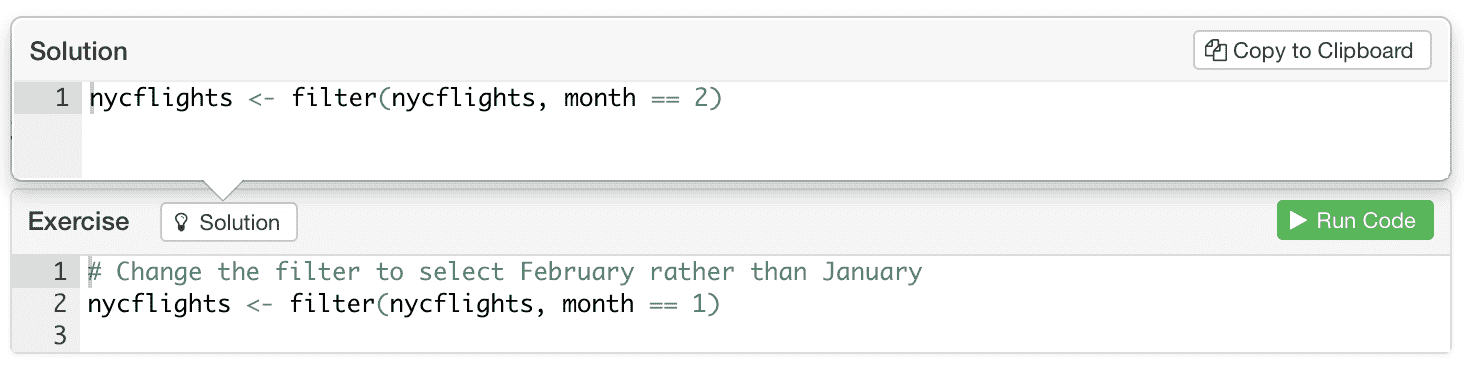 Solution
Copy to Clipboard
1 nycflights <- filter(nycflights, month == 2)
Exercise
Solution
Run Code
1 # Change the filter to select February rather than January
2 nycflights <- filter(nycflights, month == 1)
3